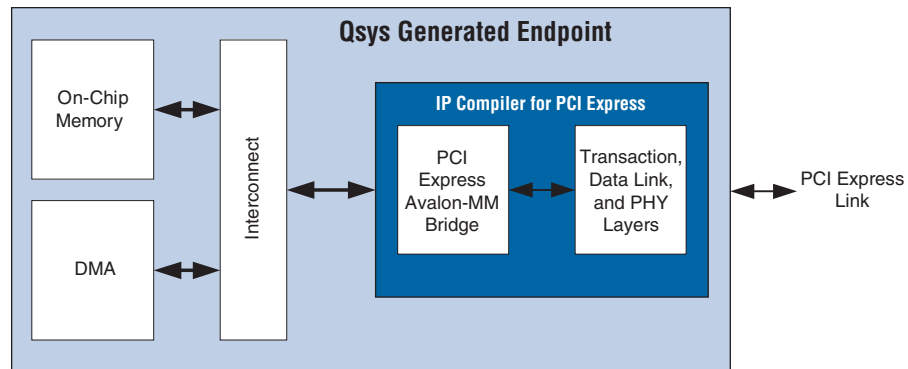 Qsys Generated Endpoint
On-Chip
Memory
DMA
Interconnect
IP Compiler for PCI Express
PCI
Express
Avalon-MM
Bridge
Transaction,
Data Link,
and PHY
Layers
PCI Express
Link